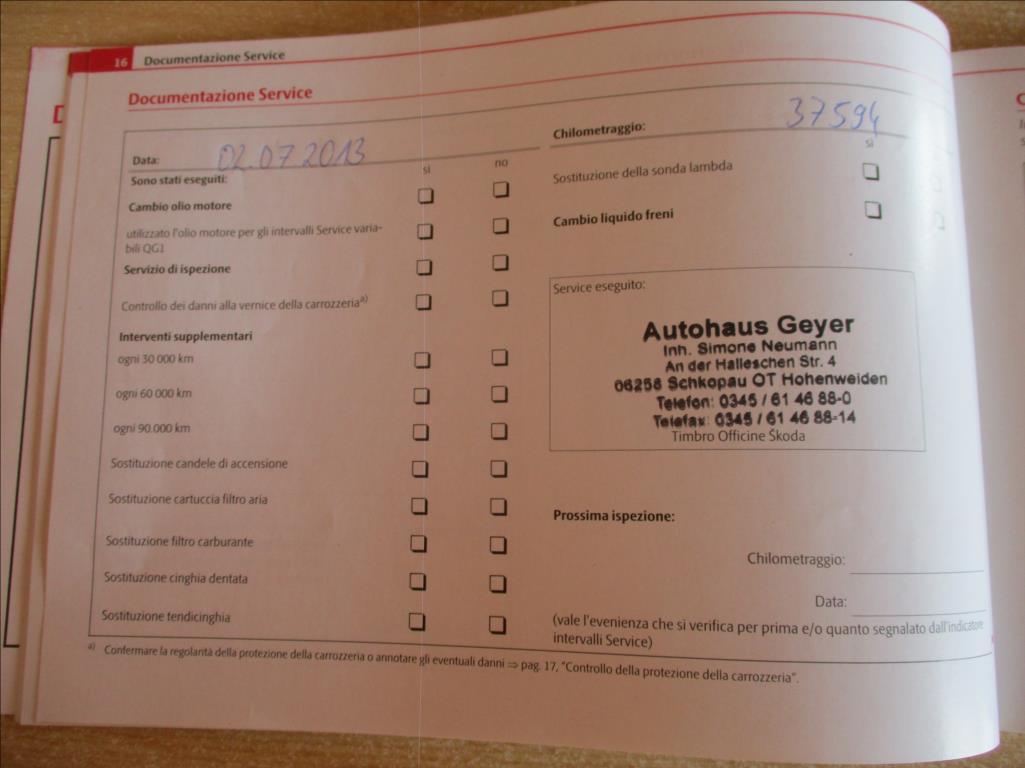 16 Documentazione Service
Documentazione Service
Data: 02.07.2013
Sono stati eseguiti:
sì no
Cambio olio motore
utilizzato l'olio motore per gli intervalli Service varia-
bili QG1
Servizio di ispezione
Controllo dei danni alla vernice della carrozzeria a)
Interventi supplementari
ogni 30 000 km
ogni 60 000 km
ogni 90.000 km
Sostituzione candele di accensione
Sostituzione cartuccia filtro aria
Sostituzione filtro carburante
Sostituzione cinghia dentata
Sostituzione tendicinghia
Chilometraggio: 37594
sì
Sostituzione della sonda lambda
Cambio liquido freni
Service eseguito:
Autohaus Geyer
Inh. Simone Neumann
An der Halleschen Str. 4
06258 Schkopau OT Hohenweiden
Telefon: 0345 / 61 46 88-0
Telefax: 0345 / 61 46 88-14
Timbro Officine Škoda
Prossima ispezione:
Chilometraggio:
Data:
(vale l'evenienza che si verifica per prima e/o quanto segnalato dall'indicatore
intervalli Service)
a) Confermare la regolarità della protezione della carrozzeria o annotare gli eventuali danni ⇒ pag. 17, "Controllo della protezione della carrozzeria".